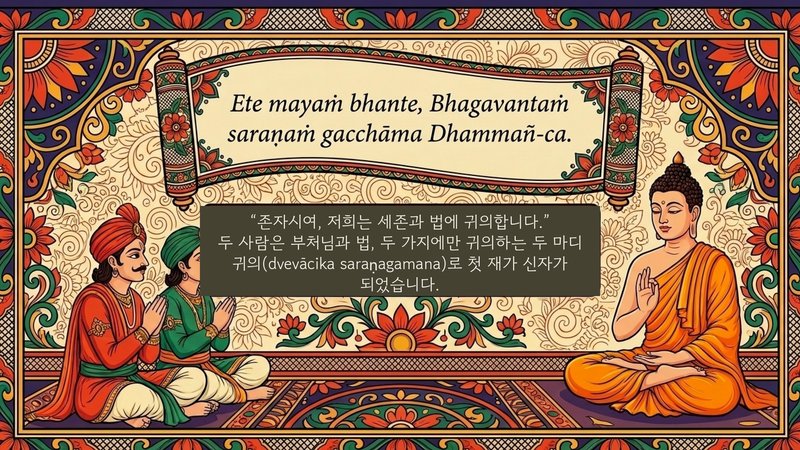 Ete mayaṁ bhante, Bhagavantaṁ
saraṇaṁ gacchāma Dhammañ-ca.
“존자시여, 저희는 세존과 법에 귀의합니다.”
두 사람은 부처님과 법, 두 가지에만 귀의하는 두 마디
귀의(dvevācika saraṇagamana)로 첫 재가 신자가
되었습니다.